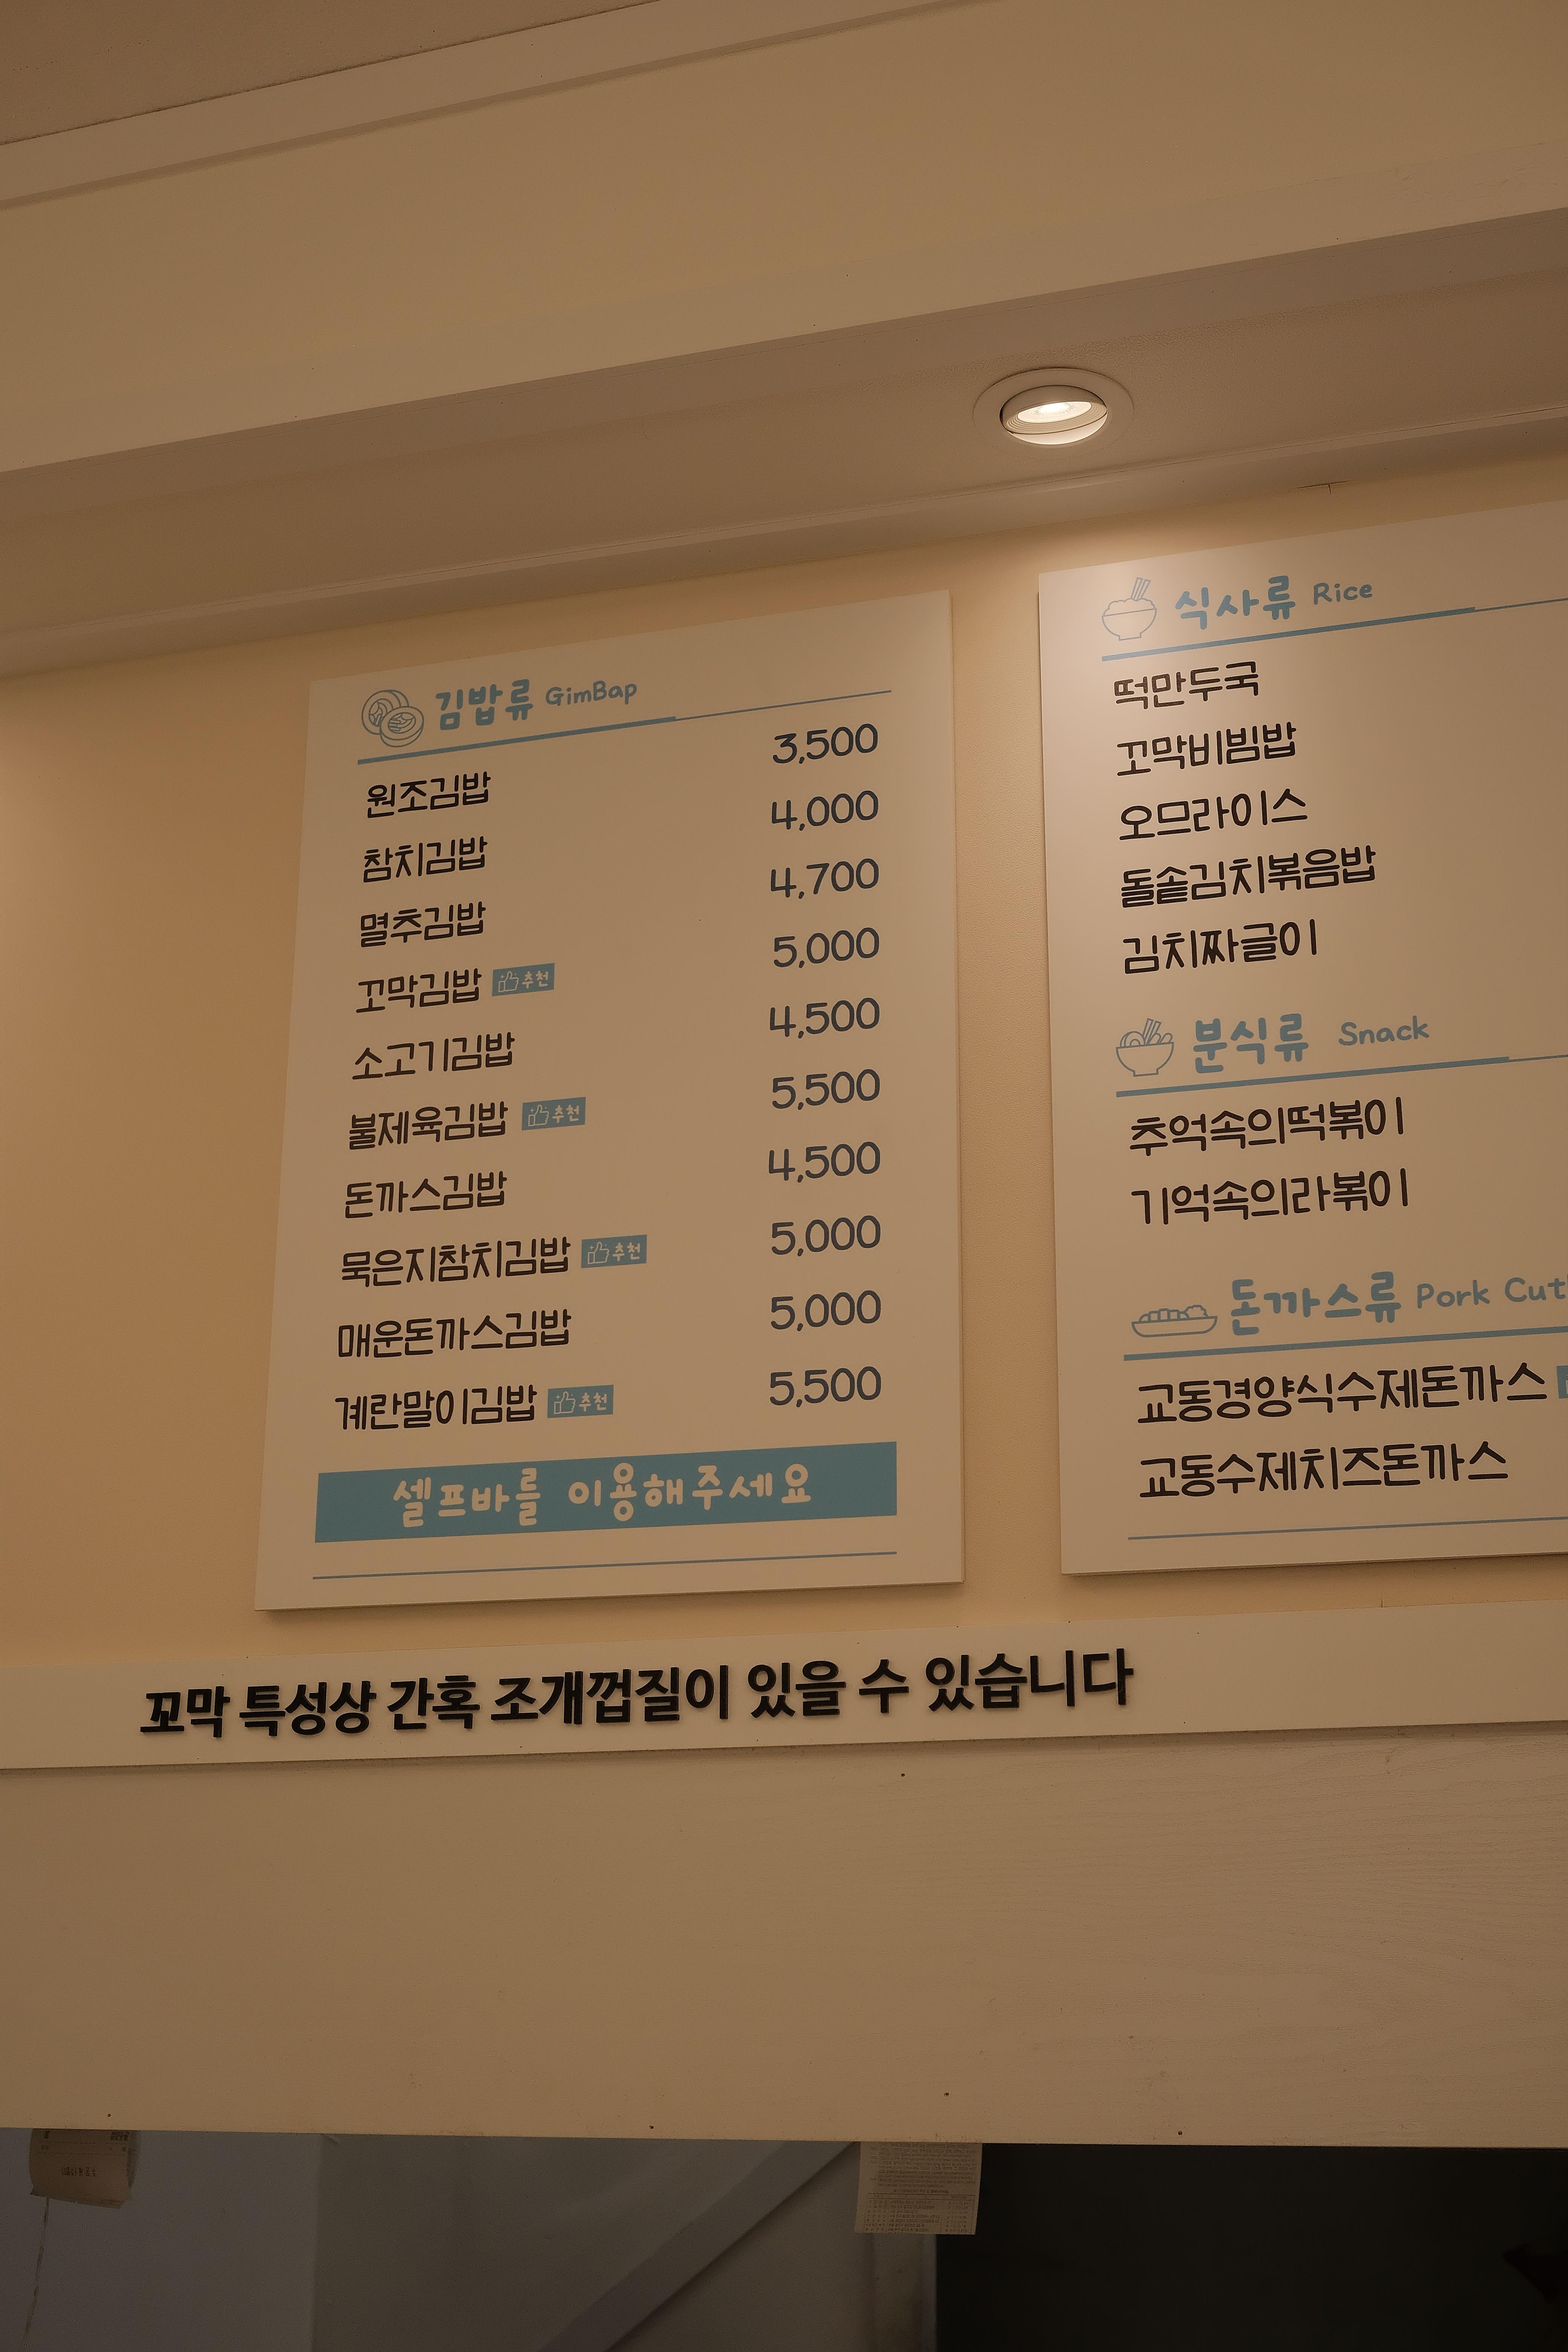 김밥류 GimBap
원조김밥 3,500
참치김밥 4,000
멸추김밥 4,700
꼬막김밥 추천 5,000
소고기김밥 4,500
불제육김밥 추천 5,500
돈까스김밥 4,500
묵은지참치김밥 추천 5,000
매운돈까스김밥 5,000
계란말이김밥 추천 5,500
셀프바를 이용해주세요
식사류 Rice
떡만두국
꼬막비빔밥
오므라이스
돌솥김치볶음밥
김치짜글이
분식류 Snack
추억속의떡볶이
기억속의라볶이
돈까스류 Pork Cut
교동경양식수제돈까스
교동수제치즈돈까스
꼬막 특성상 간혹 조개껍질이 있을 수 있습니다